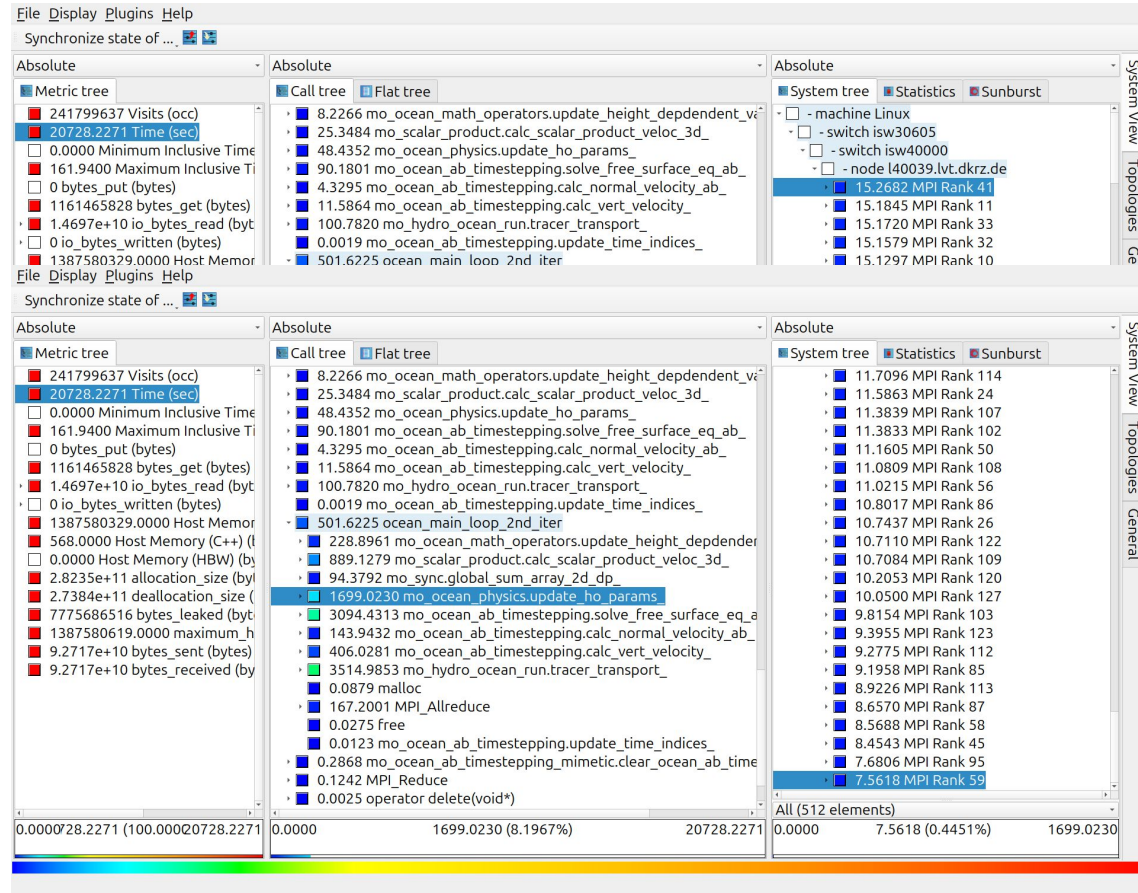 File Display Plugins Help
Synchronize state of ...
Absolute
Metric tree
241799637 Visits (occ)
20728.2271 Time (sec)
0.0000 Minimum Inclusive Time
161.9400 Maximum Inclusive Ti
0 bytes_put (bytes)
1161465828 bytes_get (bytes)
1.4697e+10 io_bytes_read (byt
0 io_bytes_written (bytes)
1387580329.0000 Host Memor
Absolute
Call tree Flat tree
8.2266 mo_ocean_math_operators.update_height_depdendent_va
25.3484 mo_scalar_product.calc_scalar_product_veloc_3d_
48.4352 mo_ocean_physics.update_ho_params_
90.1801 mo_ocean_ab_timestepping.solve_free_surface_eq_ab_
4.3295 mo_ocean_ab_timestepping.calc_normal_velocity_ab_
11.5864 mo_ocean_ab_timestepping.calc_vert_velocity_
100.7820 mo_hydro_ocean_run.tracer_transport_
0.0019 mo_ocean_ab_timestepping.update_time_indices_
501.6225 ocean_main_loop_2nd_iter
Absolute
System tree Statistics Sunburst
- machine Linux
- switch isw30605
- switch isw40000
- node l40039.lvt.dkrz.de
15.2682 MPI Rank 41
15.1845 MPI Rank 11
15.1720 MPI Rank 33
15.1579 MPI Rank 32
15.1297 MPI Rank 10
System View
Topologies
Ge
File Display Plugins Help
Synchronize state of ...
Absolute
Metric tree
241799637 Visits (occ)
20728.2271 Time (sec)
0.0000 Minimum Inclusive Time
161.9400 Maximum Inclusive Ti
0 bytes_put (bytes)
1161465828 bytes_get (bytes)
1.4697e+10 io_bytes_read (byt
0 io_bytes_written (bytes)
1387580329.0000 Host Memor
568.0000 Host Memory (C++) (b
0.0000 Host Memory (HBW) (by
2.8235e+11 allocation_size (by
2.7384e+11 deallocation_size (
7775686516 bytes_leaked (byt
1387580619.0000 maximum_h
9.2717e+10 bytes_sent (bytes)
9.2717e+10 bytes_received (by
0.0000 728.2271 (100.000 20728.2271
Absolute
Call tree Flat tree
8.2266 mo_ocean_math_operators.update_height_depdendent_va
25.3484 mo_scalar_product.calc_scalar_product_veloc_3d_
48.4352 mo_ocean_physics.update_ho_params_
90.1801 mo_ocean_ab_timestepping.solve_free_surface_eq_ab_
4.3295 mo_ocean_ab_timestepping.calc_normal_velocity_ab_
11.5864 mo_ocean_ab_timestepping.calc_vert_velocity_
100.7820 mo_hydro_ocean_run.tracer_transport_
0.0019 mo_ocean_ab_timestepping.update_time_indices_
501.6225 ocean_main_loop_2nd_iter
228.8961 mo_ocean_math_operators.update_height_depdender
889.1279 mo_scalar_product.calc_scalar_product_veloc_3d_
94.3792 mo_sync.global_sum_array_2d_dp_
1699.0230 mo_ocean_physics.update_ho_params_
3094.4313 mo_ocean_ab_timestepping.solve_free_surface_eq_a
143.9432 mo_ocean_ab_timestepping.calc_normal_velocity_ab_
406.0281 mo_ocean_ab_timestepping.calc_vert_velocity_
3514.9853 mo_hydro_ocean_run.tracer_transport_
0.0879 malloc
167.2001 MPI_Allreduce
0.0275 free
0.0123 mo_ocean_ab_timestepping.update_time_indices_
0.2868 mo_ocean_ab_timestepping_mimetic.clear_ocean_ab_time
0.1242 MPI_Reduce
0.0025 operator delete(void*)
0.0000 1699.0230 (8.1967%) 20728.2271
Absolute
System tree Statistics Sunburst
11.7096 MPI Rank 114
11.5863 MPI Rank 24
11.3839 MPI Rank 107
11.3833 MPI Rank 102
11.1605 MPI Rank 50
11.0809 MPI Rank 108
11.0215 MPI Rank 56
10.8017 MPI Rank 86
10.7437 MPI Rank 26
10.7110 MPI Rank 122
10.7084 MPI Rank 109
10.2053 MPI Rank 120
10.0500 MPI Rank 127
9.8154 MPI Rank 103
9.3955 MPI Rank 123
9.2775 MPI Rank 112
9.1958 MPI Rank 85
8.9226 MPI Rank 113
8.6570 MPI Rank 87
8.5688 MPI Rank 58
8.4543 MPI Rank 45
7.6806 MPI Rank 95
7.5618 MPI Rank 59
All (512 elements)
0.0000 7.5618 (0.4451%) 1699.0230
System View
Topologies
General